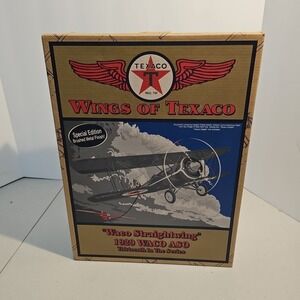 TEXACO
T
WINGS OF TEXACO
Special Edition
Brushed Metal Finish
"Waco Straightwing"
1929 WACO ASO
Thirteenth in The Series